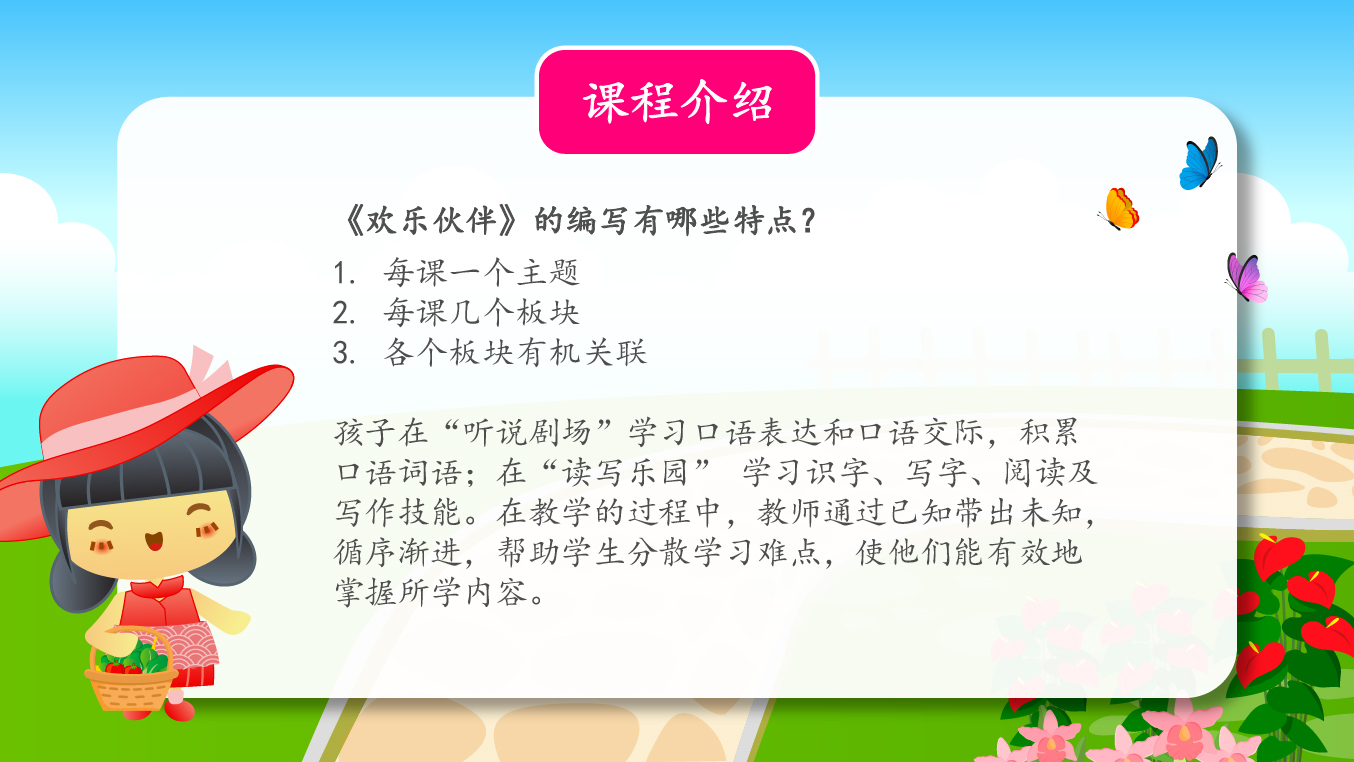 课程介绍
《欢乐伙伴》的编写有哪些特点？
1. 每课一个主题
2. 每课几个板块
3. 各个板块有机关联
孩子在“听说剧场”学习口语表达和口语交际，积累
口语词语；在“读写乐园” 学习识字、写字、阅读及
写作技能。在教学的过程中，教师通过已知带出未知，
循序渐进，帮助学生分散学习难点，使他们能有效地
掌握所学内容。